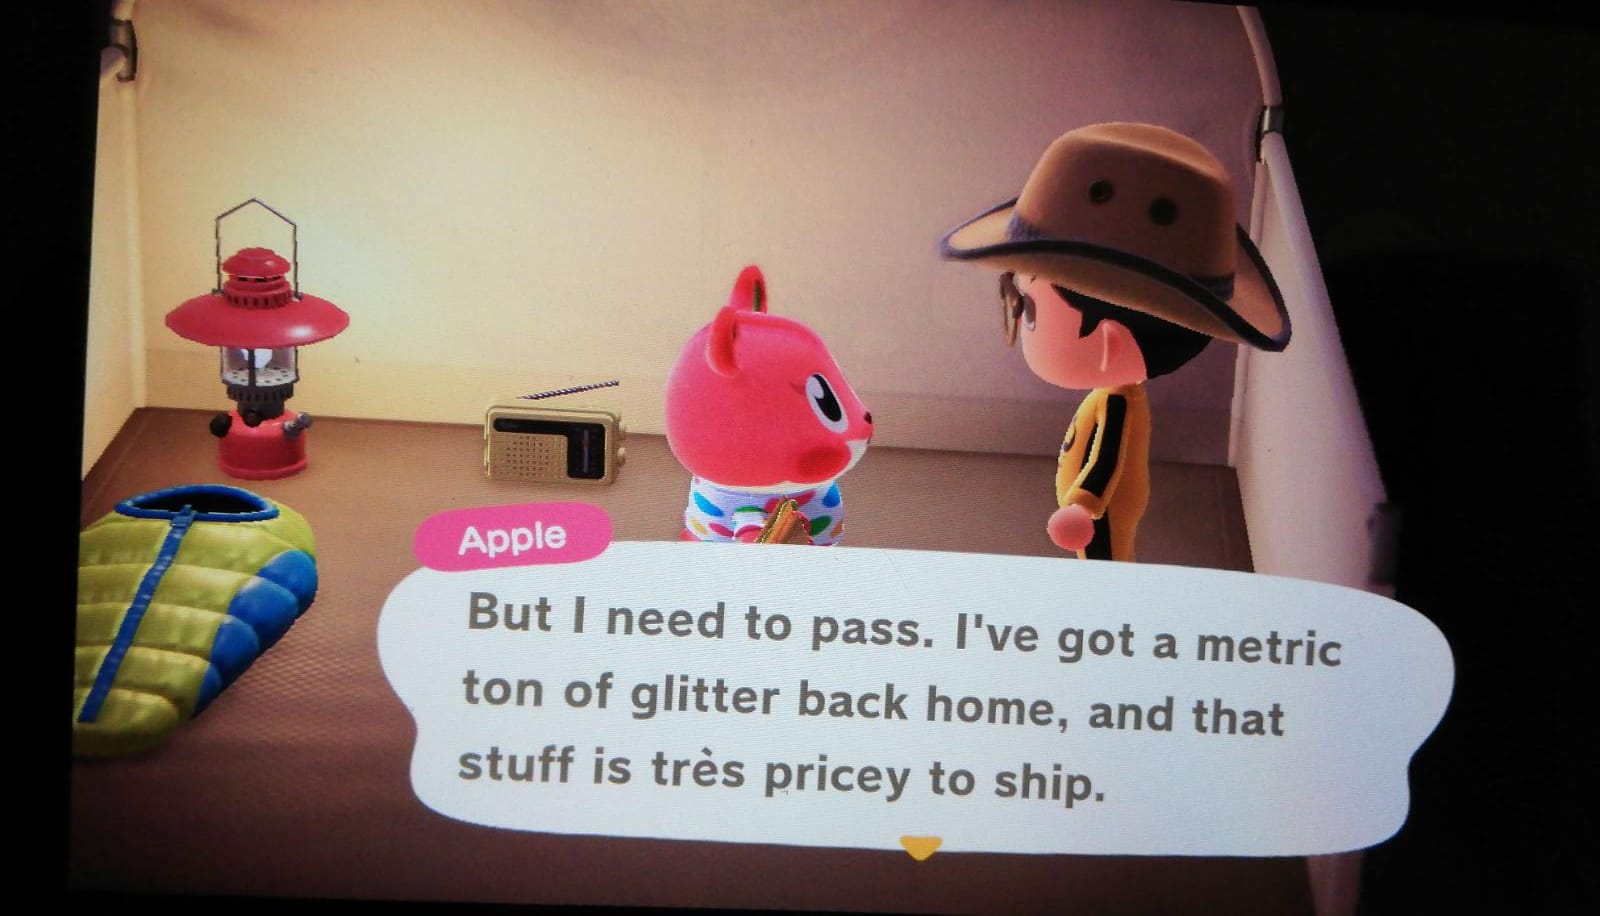 Apple
But I need to pass. I've got a metric
ton of glitter back home, and that
stuff is très pricey to ship.